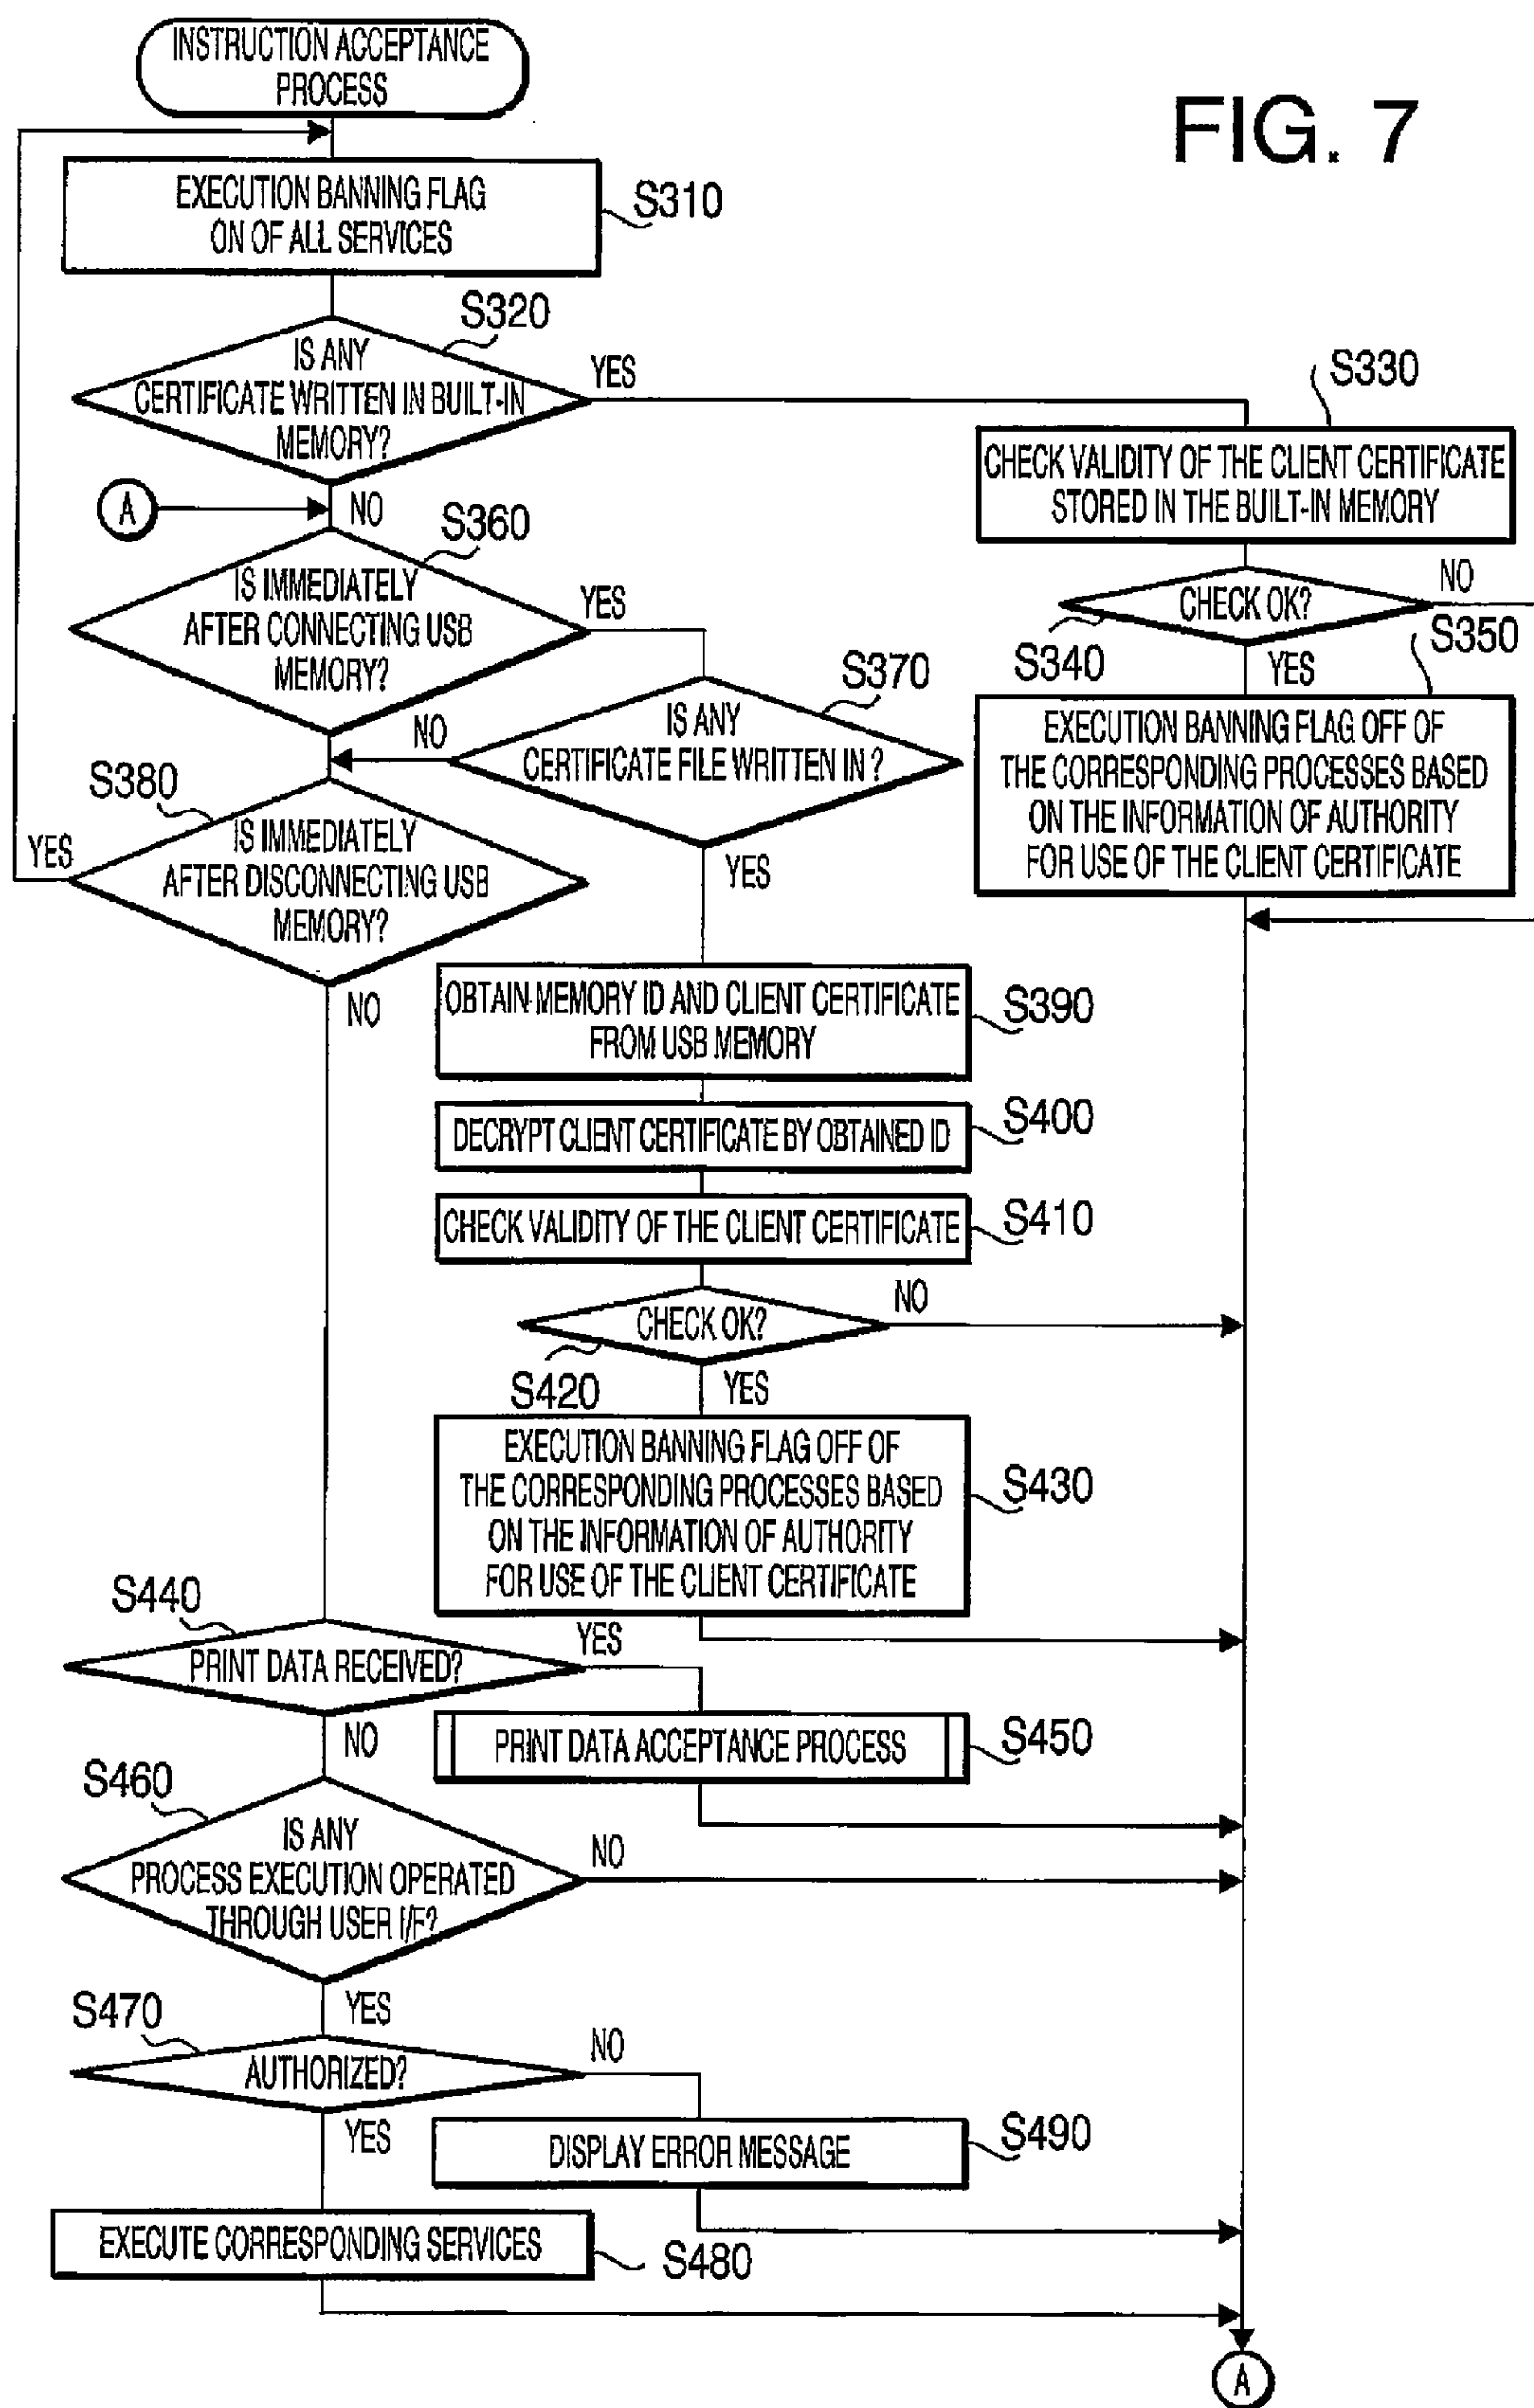 INSTRUCTION ACCEPTANCE
PROCESS
FIG. 7
EXECUTION BANNING FLAG
ON OF ALL SERVICES
S310
S320
IS ANY
CERTIFICATE WRITTEN IN BUILT-IN
MEMORY?
YES
NO
S330
CHECK VALIDITY OF THE CLIENT CERTIFICATE
STORED IN THE BUILT-IN MEMORY
CHECK OK?
NO
S340
YES
S350
EXECUTION BANNING FLAG OFF OF
THE CORRESPONDING PROCESSES BASED
ON THE INFORMATION OF AUTHORITY
FOR USE OF THE CLIENT CERTIFICATE
A
S360
IS IMMEDIATELY
AFTER CONNECTING USB
MEMORY?
YES
S370
IS ANY
CERTIFICATE FILE WRITTEN IN ?
NO
YES
S380
IS IMMEDIATELY
AFTER DISCONNECTING USB
MEMORY?
YES
NO
OBTAIN MEMORY ID AND CLIENT CERTIFICATE
FROM USB MEMORY
S390
DECRYPT CLIENT CERTIFICATE BY OBTAINED ID
S400
CHECK VALIDITY OF THE CLIENT CERTIFICATE
S410
CHECK OK?
NO
S420
YES
EXECUTION BANNING FLAG OFF OF
THE CORRESPONDING PROCESSES BASED
ON THE INFORMATION OF AUTHORITY
FOR USE OF THE CLIENT CERTIFICATE
S430
S440
PRINT DATA RECEIVED?
YES
NO
PRINT DATA ACCEPTANCE PROCESS
S450
S460
IS ANY
PROCESS EXECUTION OPERATED
THROUGH USER I/F?
NO
YES
S470
AUTHORIZED?
NO
YES
DISPLAY ERROR MESSAGE
S490
EXECUTE CORRESPONDING SERVICES
S480
A